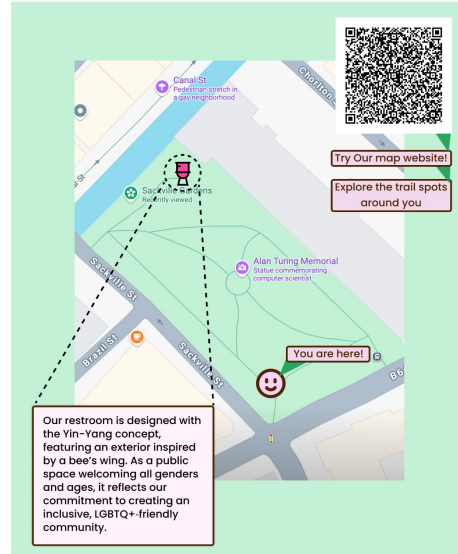 Canal St
Pedestrian stretch in
a gay neighborhood
Chorlton St
Try Our map website!
Explore the trail spots
around you
Sackville Gardens
Recently viewed
Alan Turing Memorial
Statue commemorating
computer scientist
Sackville St
Brazil St
Sackville St
You are here!
B6
Our restroom is designed with
the Yin-Yang concept,
featuring an exterior inspired
by a bee's wing. As a public
space welcoming all genders
and ages, it reflects our
commitment to creating an
inclusive, LGBTQ+-friendly
community.